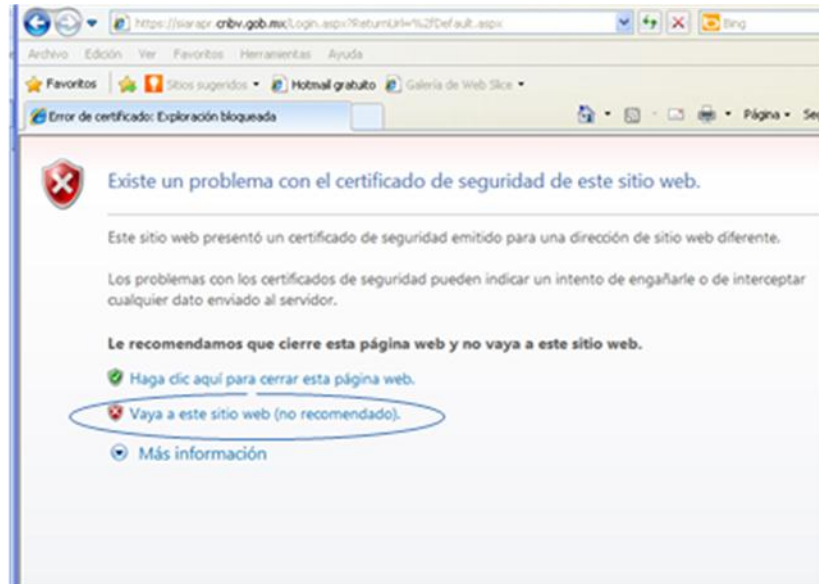 https://siarapr.cnbv.gob.mx/Login.aspx?ReturnUrl=%2fDefault.aspx
Bing
Archivo Edición Ver Favoritos Herramientas Ayuda
Favoritos Sitios sugeridos Hotmail gratuito Galería de Web Slice
Error de certificado: Exploración bloqueada
Página Se
Existe un problema con el certificado de seguridad de este sitio web.
Este sitio web presentó un certificado de seguridad emitido para una dirección de sitio web diferente.
Los problemas con los certificados de seguridad pueden indicar un intento de engañarle o de interceptar
cualquier dato enviado al servidor.
Le recomendamos que cierre esta página web y no vaya a este sitio web.
Haga clic aquí para cerrar esta página web.
Vaya a este sitio web (no recomendado).
Más información